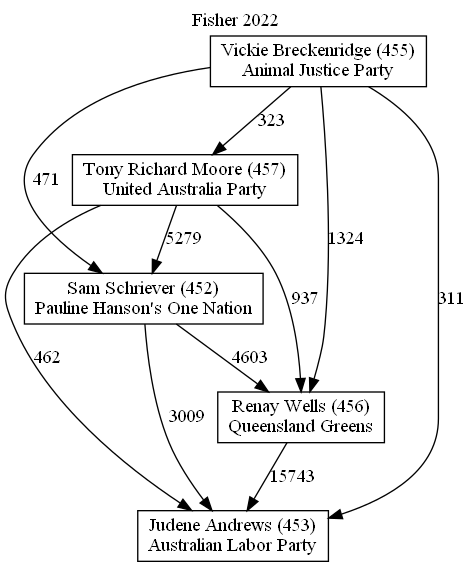 Fisher 2022
Vickie Breckenridge (455)
Animal Justice Party
323
Tony Richard Moore (457)
United Australia Party
471
5279
1324
Sam Schriever (452)
Pauline Hanson's One Nation
937
311
462
4603
Renay Wells (456)
Queensland Greens
3009
15743
Judene Andrews (453)
Australian Labor Party